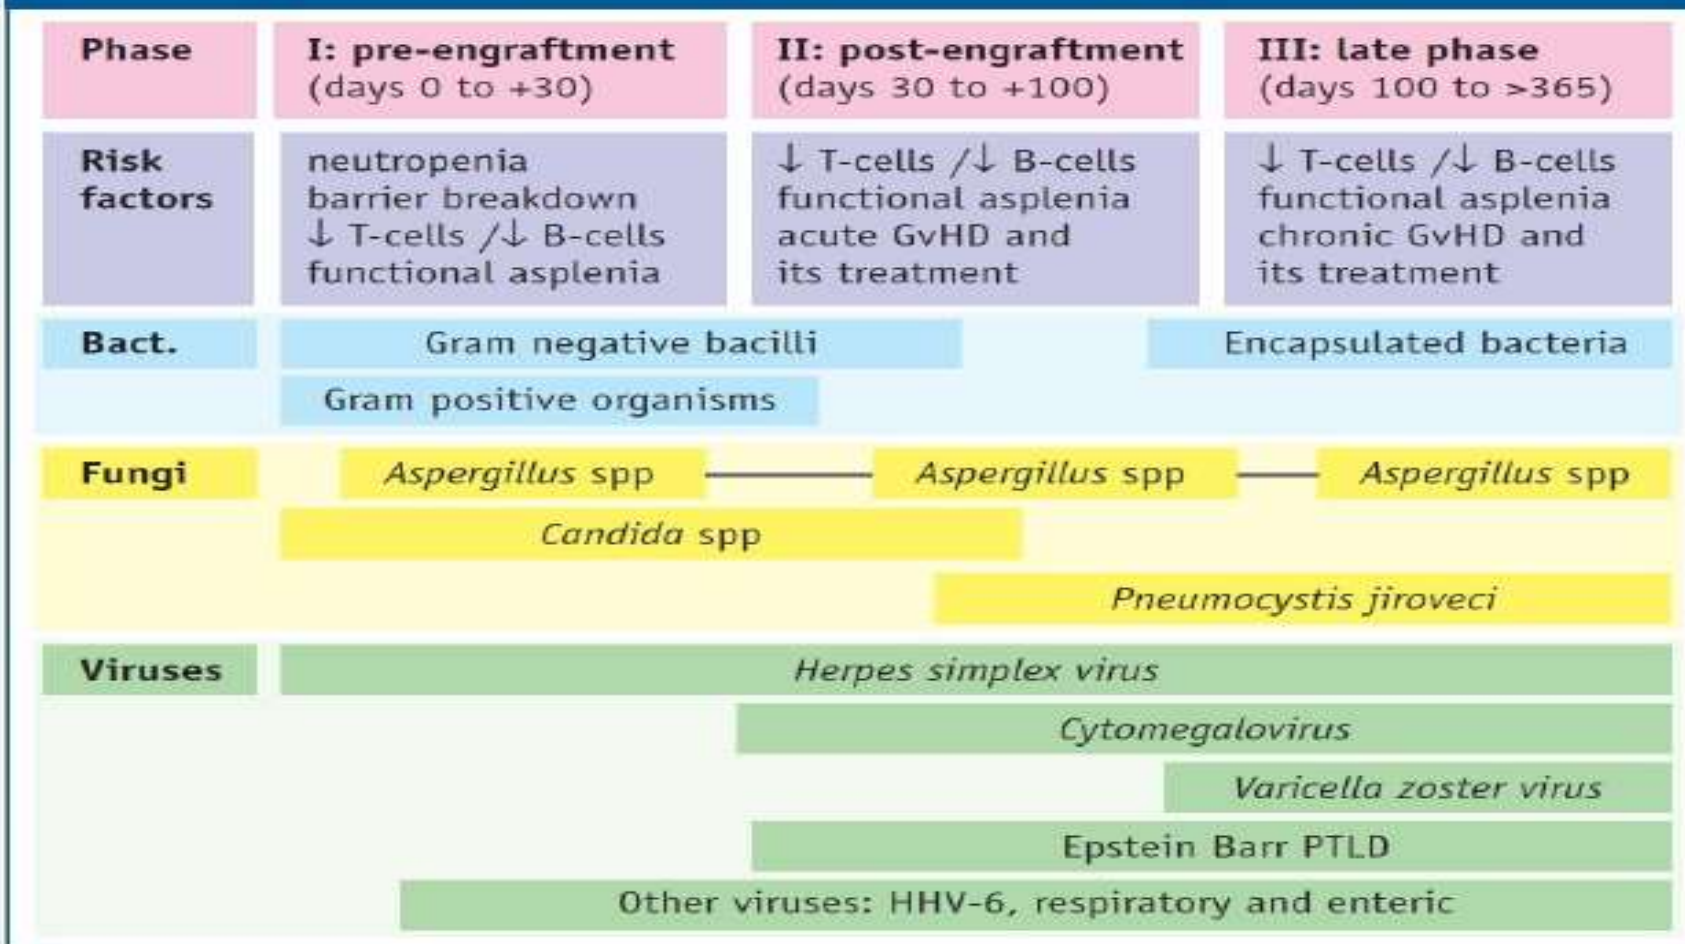 Phase
I: pre-engraftment
(days 0 to +30)
II: post-engraftment
(days 30 to +100)
III: late phase
(days 100 to >365)
Risk
factors
neutropenia
barrier breakdown
↓ T-cells /↓ B-cells
functional asplenia
↓ T-cells /↓ B-cells
functional asplenia
acute GvHD and
its treatment
↓ T-cells /↓ B-cells
functional asplenia
chronic GvHD and
its treatment
Bact.
Gram negative bacilli
Encapsulated bacteria
Gram positive organisms
Fungi
Aspergillus spp
Aspergillus spp
Aspergillus spp
Candida spp
Pneumocystis jiroveci
Viruses
Herpes simplex virus
Cytomegalovirus
Varicella zoster virus
Epstein Barr PTLD
Other viruses: HHV-6, respiratory and enteric